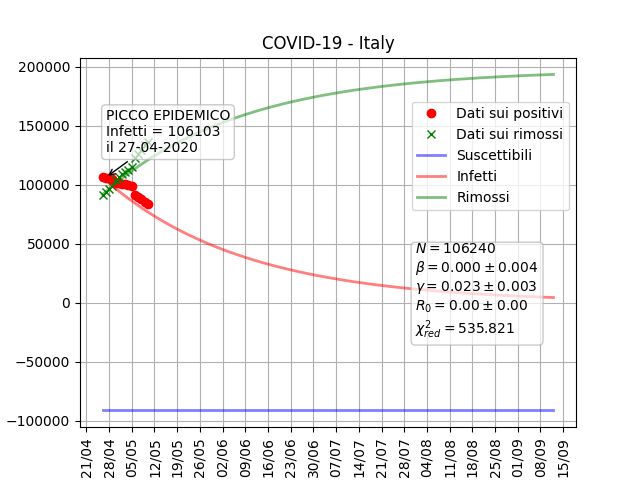 COVID-19 - Italy
200000
150000
100000
50000
0
−50000
−100000
PICCO EPIDEMICO
Infetti = 106103
il 27-04-2020
Dati sui positivi
Dati sui rimossi
Suscettibili
Infetti
Rimossi
N = 106240
β = 0.000 ± 0.004
γ = 0.023 ± 0.003
R₀ = 0.00 ± 0.00
χ²red = 535.821
21/04
28/04
05/05
12/05
19/05
26/05
02/06
09/06
16/06
23/06
30/06
07/07
14/07
21/07
28/07
04/08
11/08
18/08
25/08
01/09
08/09
15/09